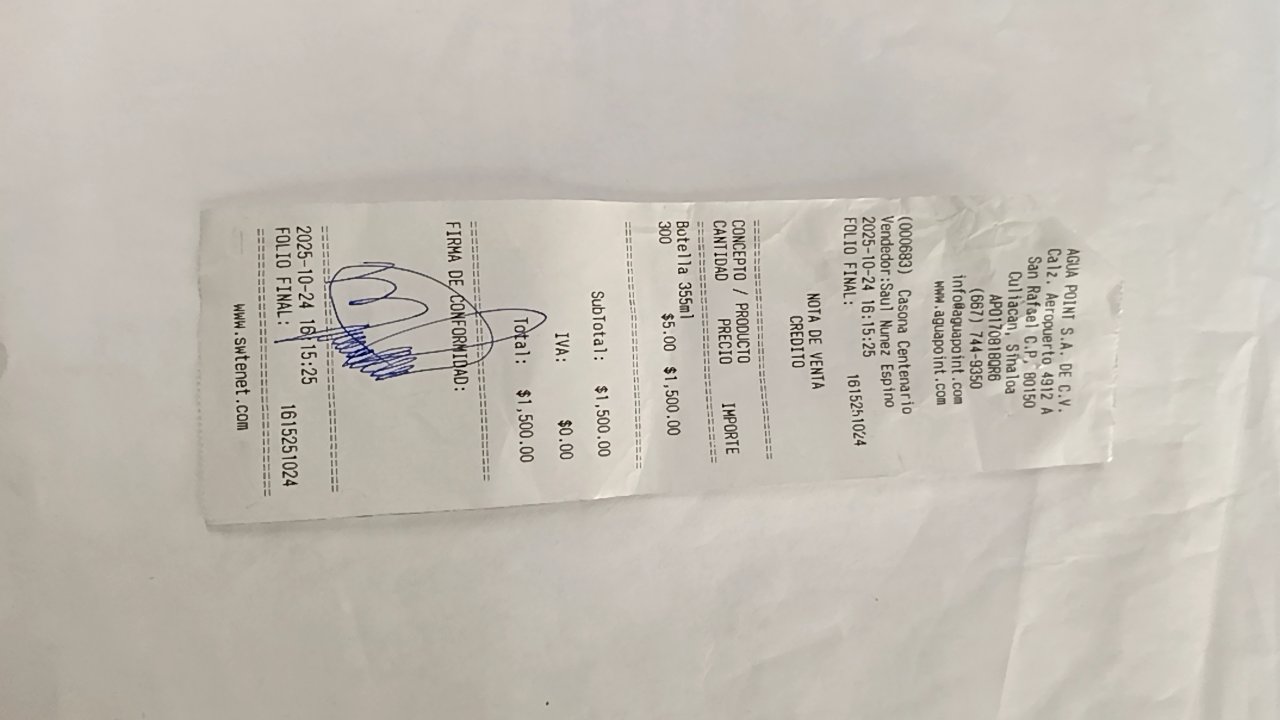 AGUA POINT S.A. DE C.V.
Calz. Aeropuerto 4912 A
San Rafael C.P. 80150
Culiacan, Sinaloa
APO170818QR6
(667) 744-9350
info@aguapoint.com
www.aguapoint.com
(000683) Casona Centenario
Vendedor:Saul Nunez Espino
2025-10-24 16:15:25
FOLIO FINAL: 1615251024
NOTA DE VENTA
CREDITO
CONCEPTO / PRODUCTO
CANTIDAD PRECIO IMPORTE
Butella 355ml
300 $5.00 $1,500.00
SubTotal: $1,500.00
IVA: $0.00
Total: $1,500.00
FIRMA DE CONFORMIDAD:
2025-10-24 16:15:25
FOLIO FINAL: 1615251024
www.swtenet.com